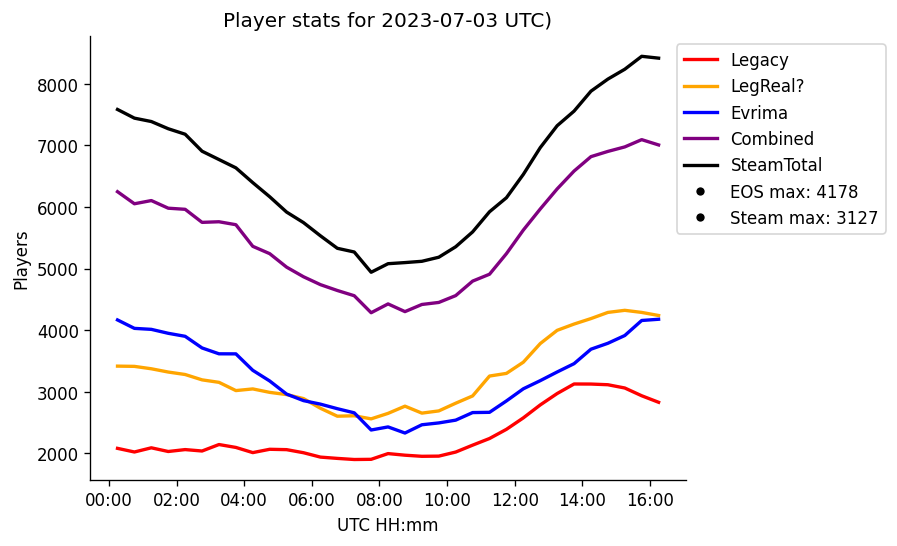 Player stats for 2023-07-03 UTC)
Legacy
LegReal?
Evrima
Combined
SteamTotal
EOS max: 4178
Steam max: 3127
Players
8000
7000
6000
5000
4000
3000
2000
00:00 02:00 04:00 06:00 08:00 10:00 12:00 14:00 16:00
UTC HH:mm